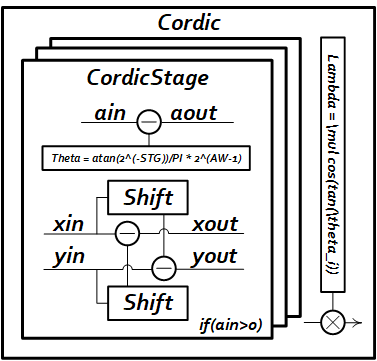 Cordic
CordicStage
ain
aout
Theta = atan(2^(-STG))/PI * 2^(AW-1)
Shift
xin
xout
yin
yout
Shift
if(ain>0)
Lambda = \mul cos(tan(\theta_i))